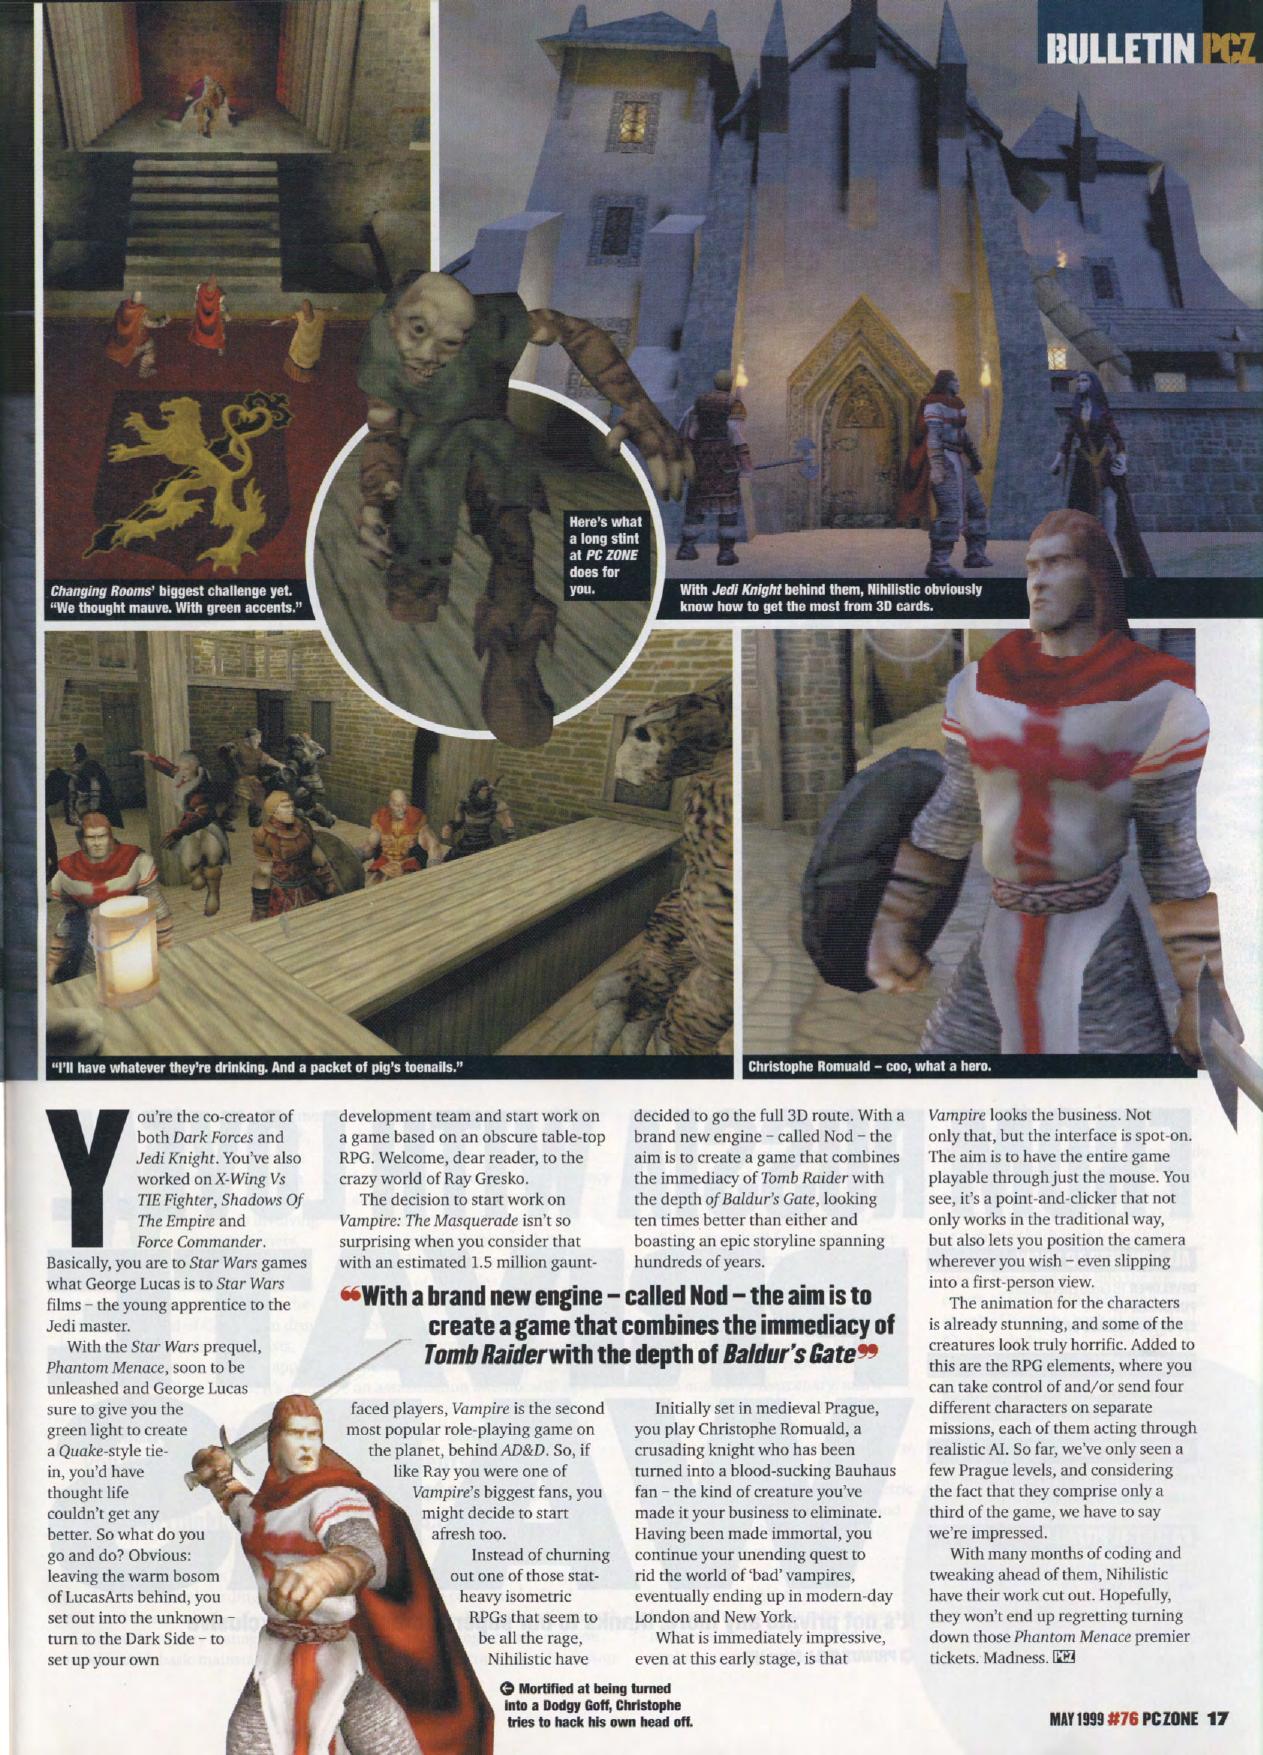 BULLETIN PCZ
Changing Rooms' biggest challenge yet.
"We thought mauve. With green accents."
Here's what
a long stint
at PC ZONE
does for
you.
With Jedi Knight behind them, Nihilistic obviously
know how to get the most from 3D cards.
"I'll have whatever they're drinking. And a packet of pig's toenails."
Christophe Romuald – coo, what a hero.
You're the co-creator of
both Dark Forces and
Jedi Knight. You've also
worked on X-Wing Vs
TIE Fighter, Shadows Of
The Empire and
Force Commander.
Basically, you are to Star Wars games
what George Lucas is to Star Wars
films – the young apprentice to the
Jedi master.
With the Star Wars prequel,
Phantom Menace, soon to be
unleashed and George Lucas
sure to give you the
green light to create
a Quake-style tie-
in, you'd have
thought life
couldn't get any
better. So what do you
go and do? Obvious:
leaving the warm bosom
of LucasArts behind, you
set out into the unknown –
turn to the Dark Side – to
set up your own
development team and start work on
a game based on an obscure table-top
RPG. Welcome, dear reader, to the
crazy world of Ray Gresko.
The decision to start work on
Vampire: The Masquerade isn't so
surprising when you consider that
with an estimated 1.5 million gaunt-
faced players, Vampire is the second
most popular role-playing game on
the planet, behind AD&D. So, if
like Ray you were one of
Vampire's biggest fans, you
might decide to start
afresh too.
Instead of churning
out one of those stat-
heavy isometric
RPGs that seem to
be all the rage,
Nihilistic have
decided to go the full 3D route. With a
brand new engine – called Nod – the
aim is to create a game that combines
the immediacy of Tomb Raider with
the depth of Baldur's Gate, looking
ten times better than either and
boasting an epic storyline spanning
hundreds of years.
“With a brand new engine – called Nod – the aim is to
create a game that combines the immediacy of
Tomb Raider with the depth of Baldur's Gate”
Initially set in medieval Prague,
you play Christophe Romuald, a
crusading knight who has been
turned into a blood-sucking Bauhaus
fan – the kind of creature you've
made it your business to eliminate.
Having been made immortal, you
continue your unending quest to
rid the world of 'bad' vampires,
eventually ending up in modern-day
London and New York.
What is immediately impressive,
even at this early stage, is that
Vampire looks the business. Not
only that, but the interface is spot-on.
The aim is to have the entire game
playable through just the mouse. You
see, it's a point-and-clicker that not
only works in the traditional way,
but also lets you position the camera
wherever you wish – even slipping
into a first-person view.
The animation for the characters
is already stunning, and some of the
creatures look truly horrific. Added to
this are the RPG elements, where you
can take control of and/or send four
different characters on separate
missions, each of them acting through
realistic AI. So far, we've only seen a
few Prague levels, and considering
the fact that they comprise only a
third of the game, we have to say
we're impressed.
With many months of coding and
tweaking ahead of them, Nihilistic
have their work cut out. Hopefully,
they won't end up regretting turning
down those Phantom Menace premier
tickets. Madness. PCZ
Mortified at being turned
into a Dodgy Goff, Christophe
tries to hack his own head off.
MAY 1999 #76 PC ZONE 17